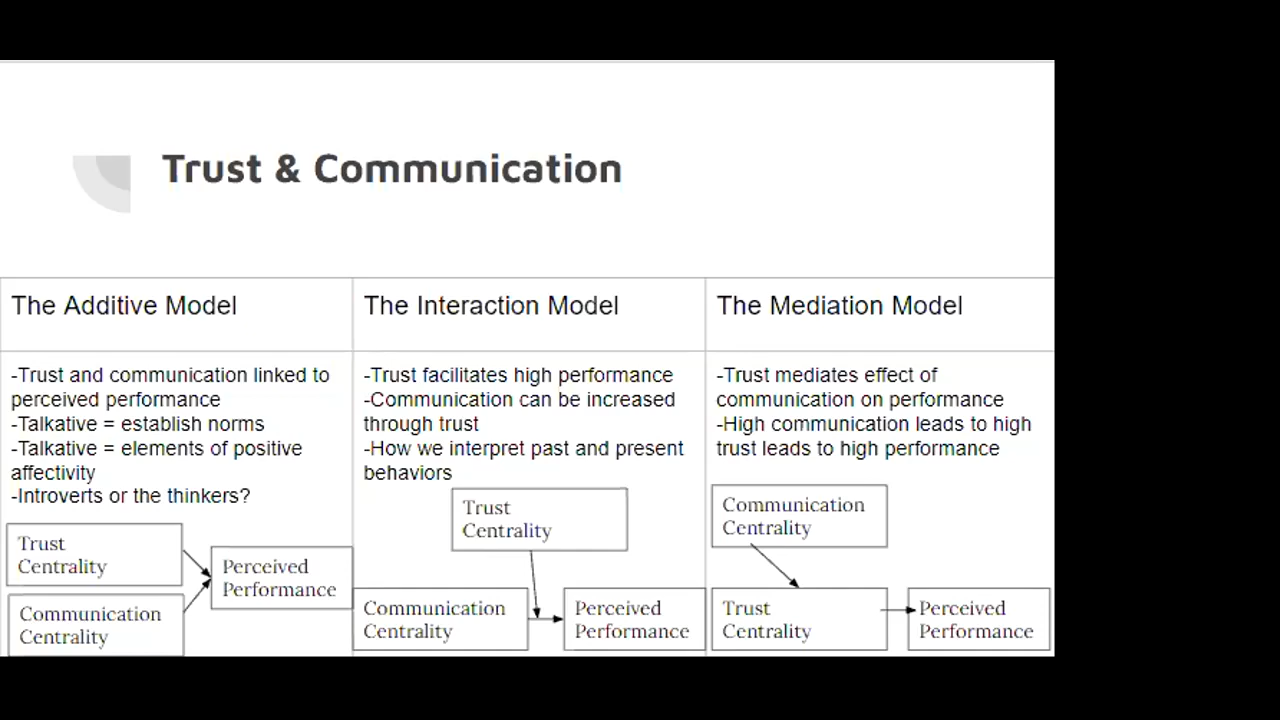 Trust & Communication
The Additive Model
-Trust and communication linked to
perceived performance
-Talkative = establish norms
-Talkative = elements of positive
affectivity
-Introverts or the thinkers?
Trust
Centrality
Communication
Centrality
Perceived
Performance
The Interaction Model
-Trust facilitates high performance
-Communication can be increased
through trust
-How we interpret past and present
behaviors
Trust
Centrality
Communication
Centrality
Perceived
Performance
The Mediation Model
-Trust mediates effect of
communication on performance
-High communication leads to high
trust leads to high performance
Communication
Centrality
Trust
Centrality
Perceived
Performance